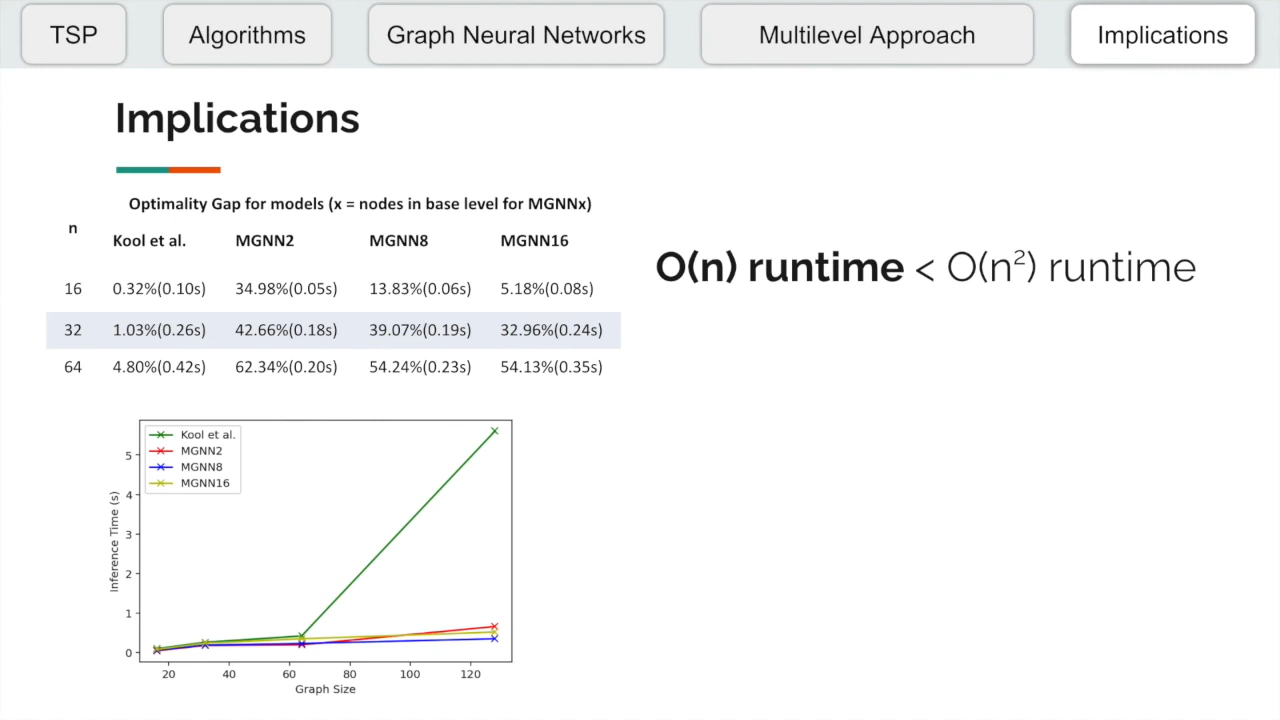 TSP
Algorithms
Graph Neural Networks
Multilevel Approach
Implications
Implications
Optimality Gap for models (x = nodes in base level for MGNNx)
n
Kool et al. MGNN2 MGNN8 MGNN16
16 0.32%(0.10s) 34.98%(0.05s) 13.83%(0.06s) 5.18%(0.08s)
32 1.03%(0.26s) 42.66%(0.18s) 39.07%(0.19s) 32.96%(0.24s)
64 4.80%(0.42s) 62.34%(0.20s) 54.24%(0.23s) 54.13%(0.35s)
O(n) runtime < O(n²) runtime
Kool et al.
MGNN2
MGNN8
MGNN16
5
4
3
2
1
0
Inference Time (s)
20 40 60 80 100 120
Graph Size